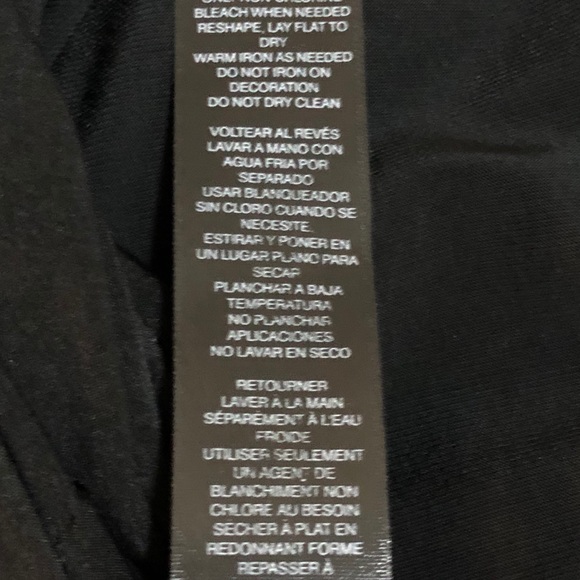 ONLY NON-CHLORINE
BLEACH WHEN NEEDED
RESHAPE, LAY FLAT TO
DRY
WARM IRON AS NEEDED
DO NOT IRON ON
DECORATION
DO NOT DRY CLEAN
VOLTEAR AL REVÉS
LAVAR A MANO CON
AGUA FRIA POR
SEPARADO
USAR BLANQUEADOR
SIN CLORO CUANDO SE
NECESITE.
ESTIRAR Y PONER EN
UN LUGAR PLANO PARA
SECAR
PLANCHAR A BAJA
TEMPERATURA
NO PLANCHAR
APLICACIONES
NO LAVAR EN SECO
RETOURNER
LAVER À LA MAIN
SÉPARÉMENT À L'EAU
FROIDE
UTILISER SEULEMENT
UN AGENT DE
BLANCHIMENT NON
CHLORE AU BESOIN
SECHER À PLAT EN
REDONNANT FORME
REPASSER À